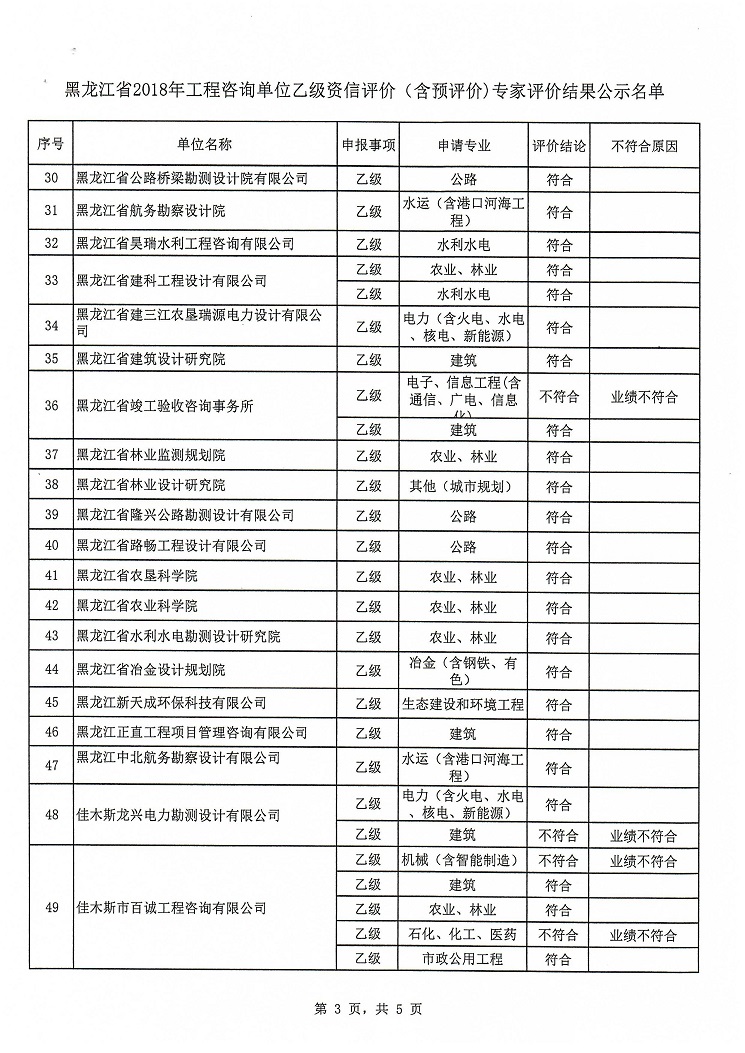 黑龙江省2018年工程咨询单位乙级资信评价（含预评价)专家评价结果公示名单
序号 单位名称 申报事项 申请专业 评价结论 不符合原因
30 黑龙江省公路桥梁勘测设计院有限公司 乙级 公路 符合
31 黑龙江省航务勘察设计院 乙级 水运（含港口河海工
程） 符合
32 黑龙江省昊瑞水利工程咨询有限公司 乙级 水利水电 符合
33 黑龙江省建科工程设计有限公司 乙级 农业、林业 符合
乙级 水利水电 符合
34 黑龙江省建三江农垦瑞源电力设计有限公
司 乙级 电力（含火电、水电
、核电、新能源） 符合
35 黑龙江省建筑设计研究院 乙级 建筑 符合
36 黑龙江省竣工验收咨询事务所 乙级 电子、信息工程(含
通信、广电、信息
化) 不符合 业绩不符合
乙级 建筑 符合
37 黑龙江省林业监测规划院 乙级 农业、林业 符合
38 黑龙江省林业设计研究院 乙级 其他（城市规划） 符合
39 黑龙江省隆兴公路勘测设计有限公司 乙级 公路 符合
40 黑龙江省路畅工程设计有限公司 乙级 公路 符合
41 黑龙江省农垦科学院 乙级 农业、林业 符合
42 黑龙江省农业科学院 乙级 农业、林业 符合
43 黑龙江省水利水电勘测设计研究院 乙级 农业、林业 符合
44 黑龙江省冶金设计规划院 乙级 冶金（含钢铁、有
色） 符合
45 黑龙江新天成环保科技有限公司 乙级 生态建设和环境工程 符合
46 黑龙江正直工程项目管理咨询有限公司 乙级 建筑 符合
47 黑龙江中北航务勘察设计有限公司 乙级 水运（含港口河海工
程） 符合
48 佳木斯龙兴电力勘测设计有限公司 乙级 电力（含火电、水电
、核电、新能源） 符合
乙级 建筑 不符合 业绩不符合
49 佳木斯市百诚工程咨询有限公司 乙级 机械（含智能制造） 不符合 业绩不符合
乙级 建筑 符合
乙级 农业、林业 符合
乙级 石化、化工、医药 不符合 业绩不符合
乙级 市政公用工程 符合
第 3 页，共 5 页